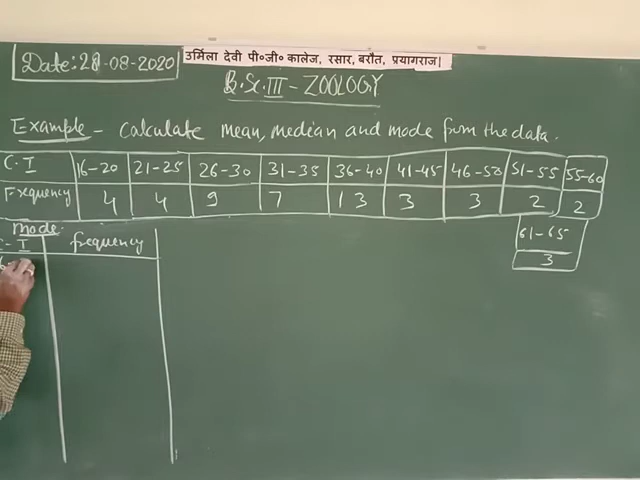 Date: 28-08-2020
उर्मिला देवी पी०जी० कालेज, रसार, बरौत, प्रयागराज|
B.Sc.III - ZOOLOGY
Example - Calculate mean, median and mode from the data.
C.I 16-20 21-25 26-30 31-35 36-40 41-45 46-50 51-55 55-60
Frequency 4 4 9 7 13 3 3 2 2
61-65
3
mode
C-I frequency